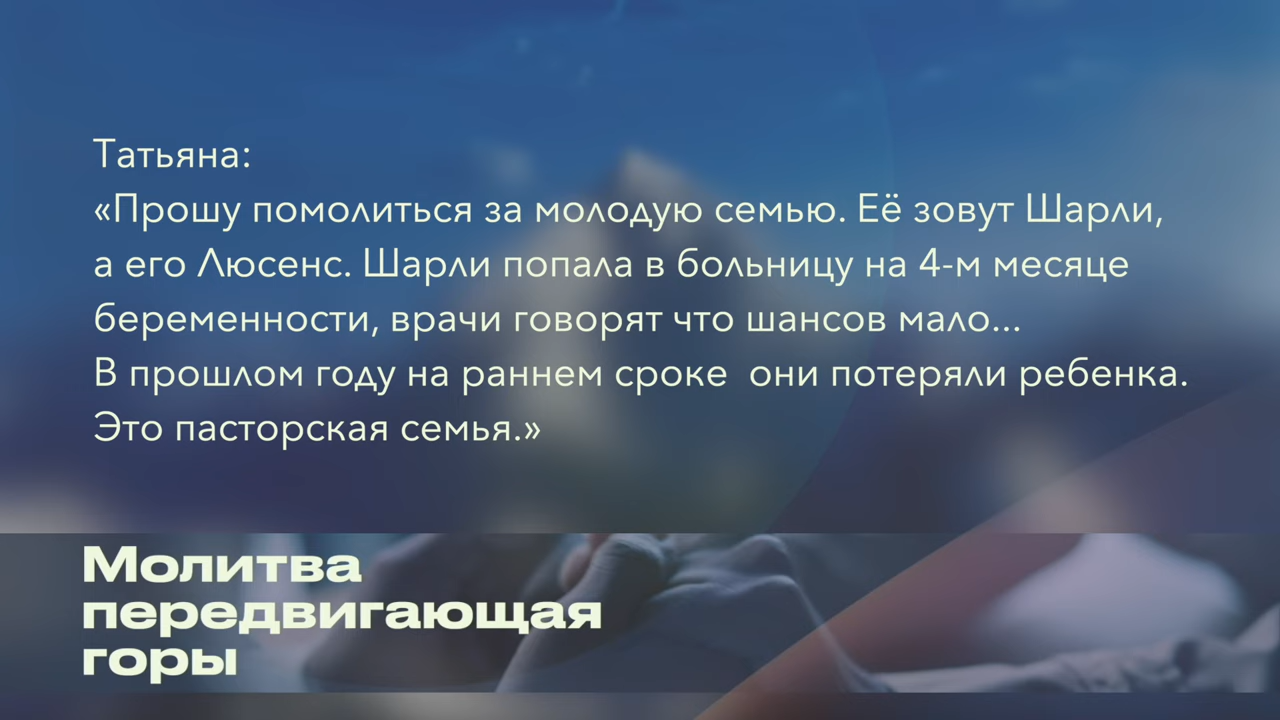 Татьяна:
«Прошу помолиться за молодую семью. Её зовут Шарли,
а его Люсенс. Шарли попала в больницу на 4-м месяце
беременности, врачи говорят что шансов мало...
В прошлом году на раннем сроке  они потеряли ребенка.
Это пасторская семья.»
Молитва
передвигающая
горы